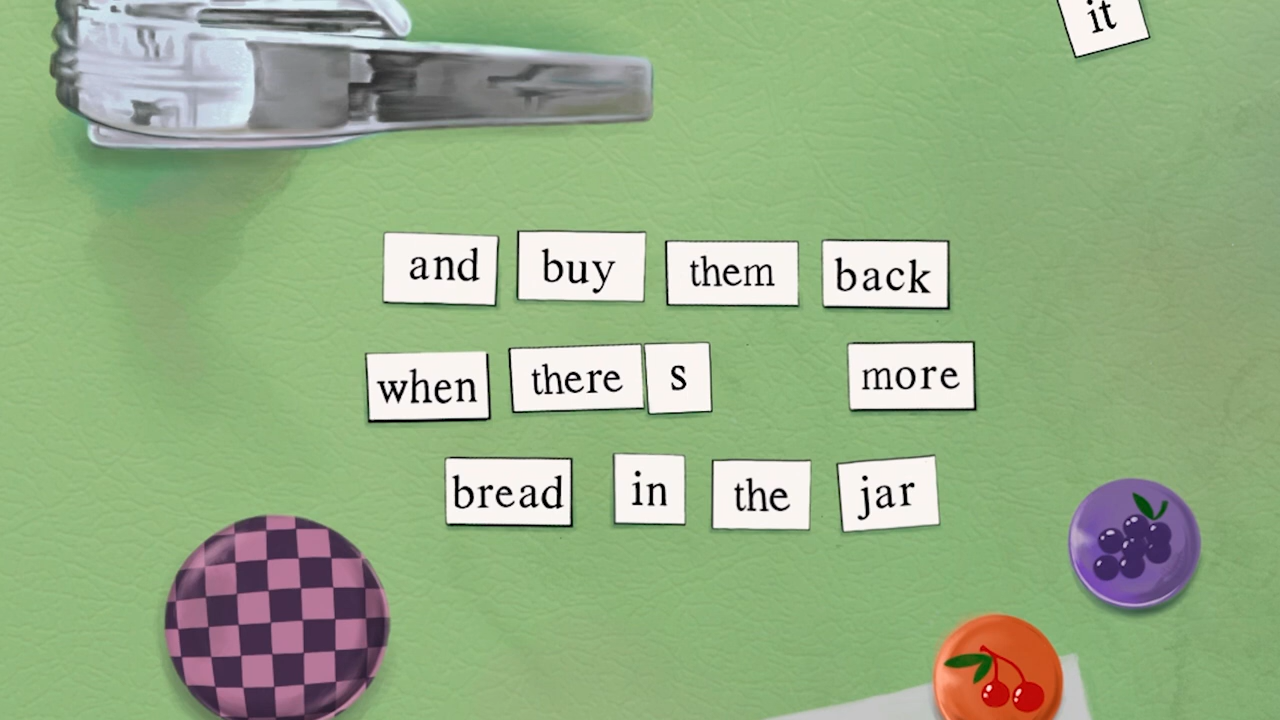 it
and buy them back
when there s more
bread in the jar